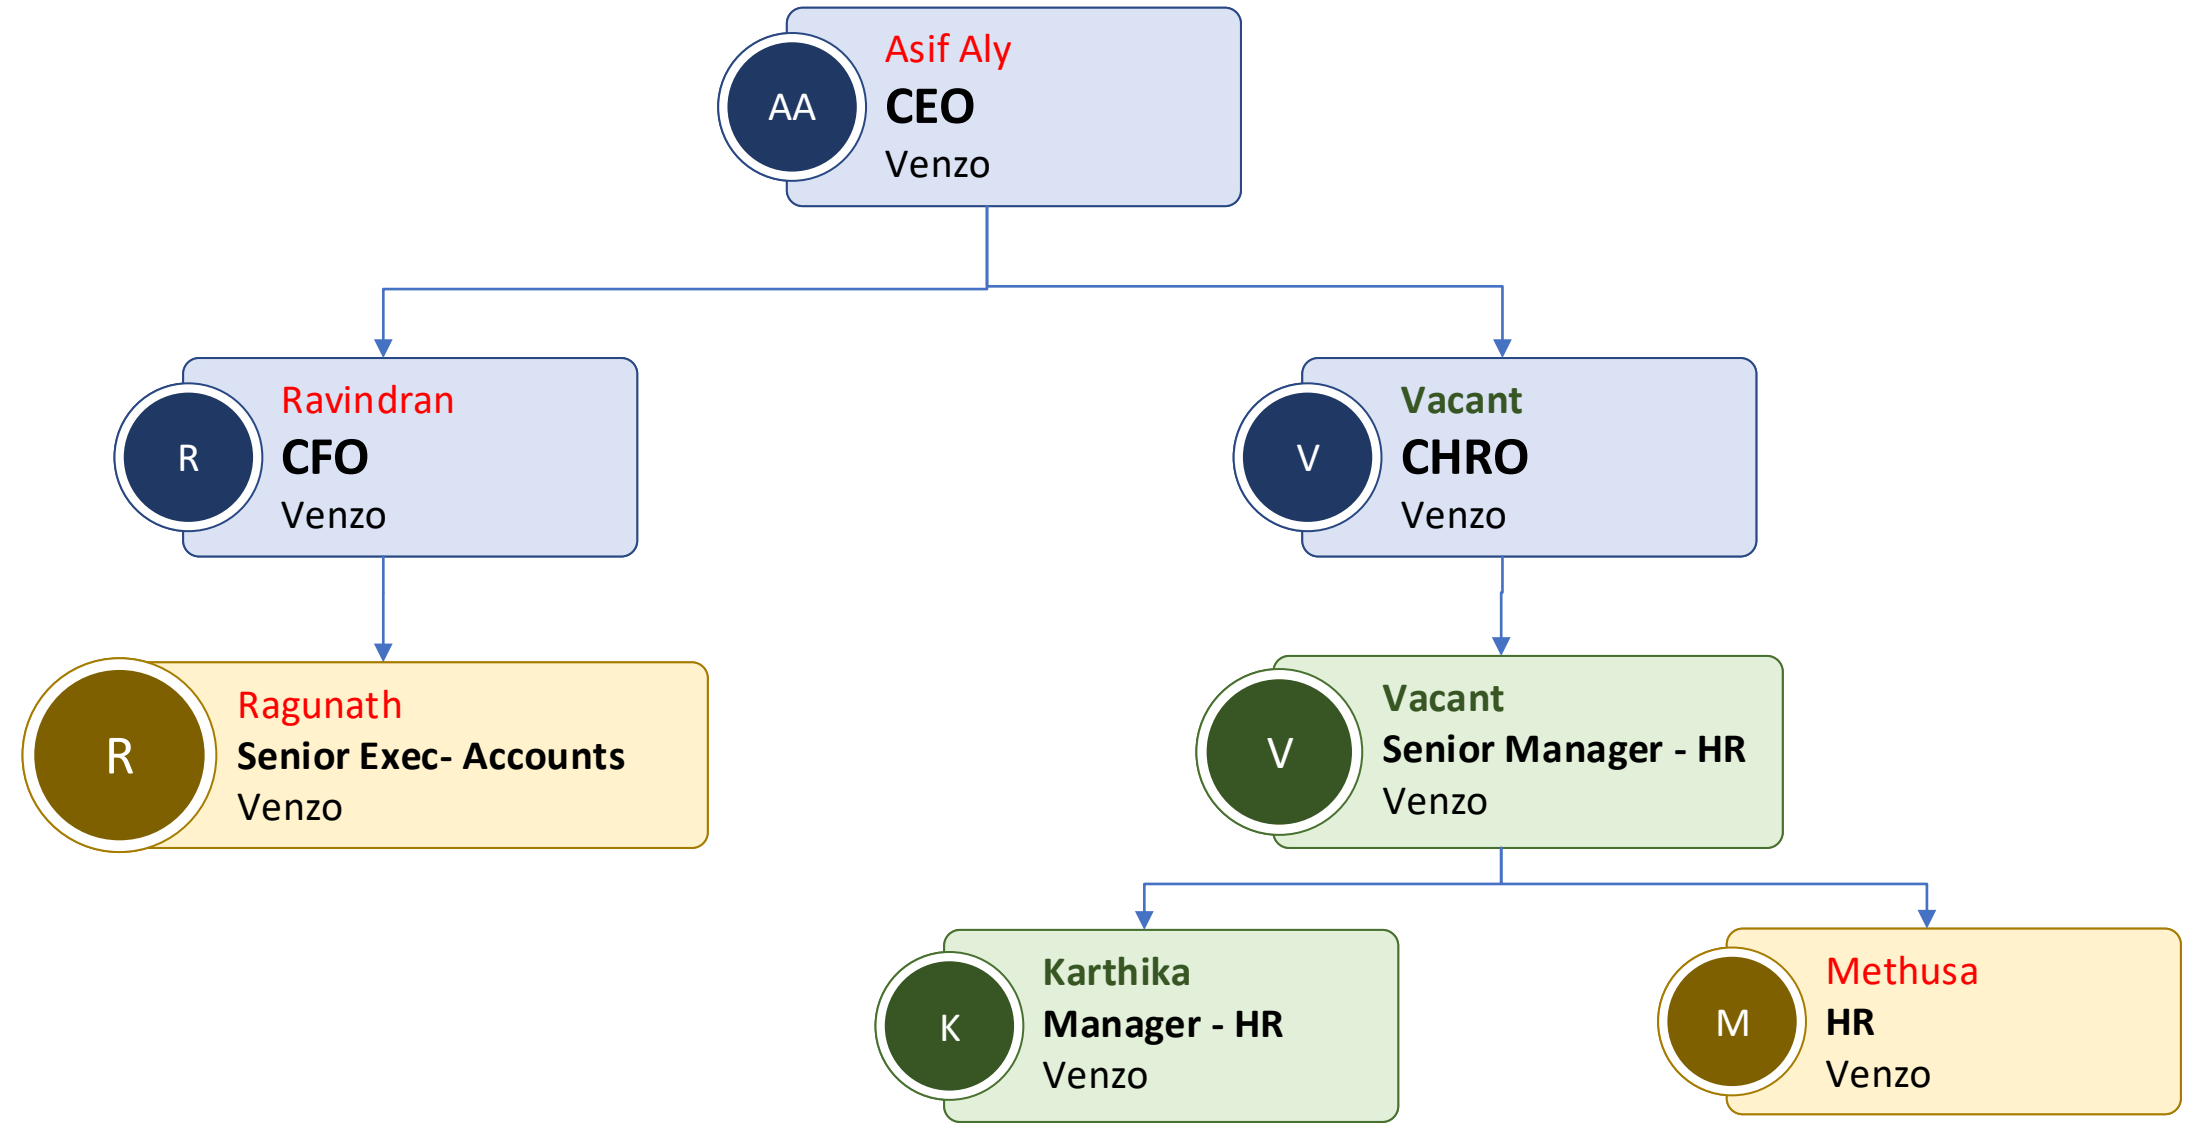 AA
Asif Aly
CEO
Venzo
R
Ravindran
CFO
Venzo
V
Vacant
CHRO
Venzo
R
Ragunath
Senior Exec- Accounts
Venzo
V
Vacant
Senior Manager - HR
Venzo
K
Karthika
Manager - HR
Venzo
M
Methusa
HR
Venzo